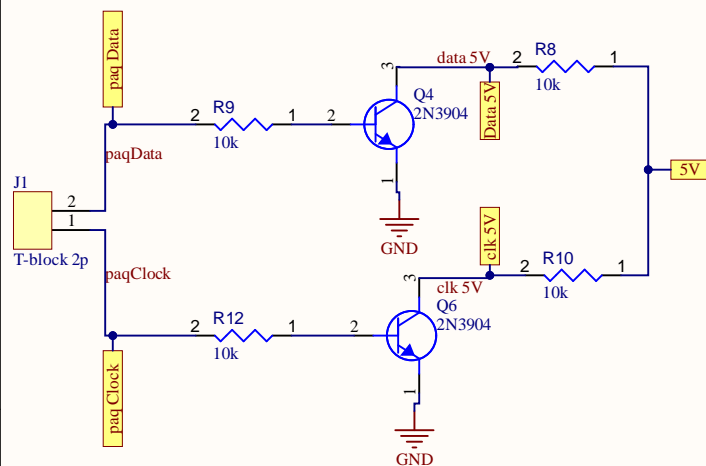 paq Data
data 5V
2
R8
1
10k
3
Q4
2N3904
Data 5V
2
R9
1
2
10k
paqData
1
5V
J1
2
1
T-block 2p
GND
clk 5V
2
R10
1
10k
paqClock
3
clk 5V
Q6
2N3904
2
R12
1
2
10k
paq Clock
1
GND